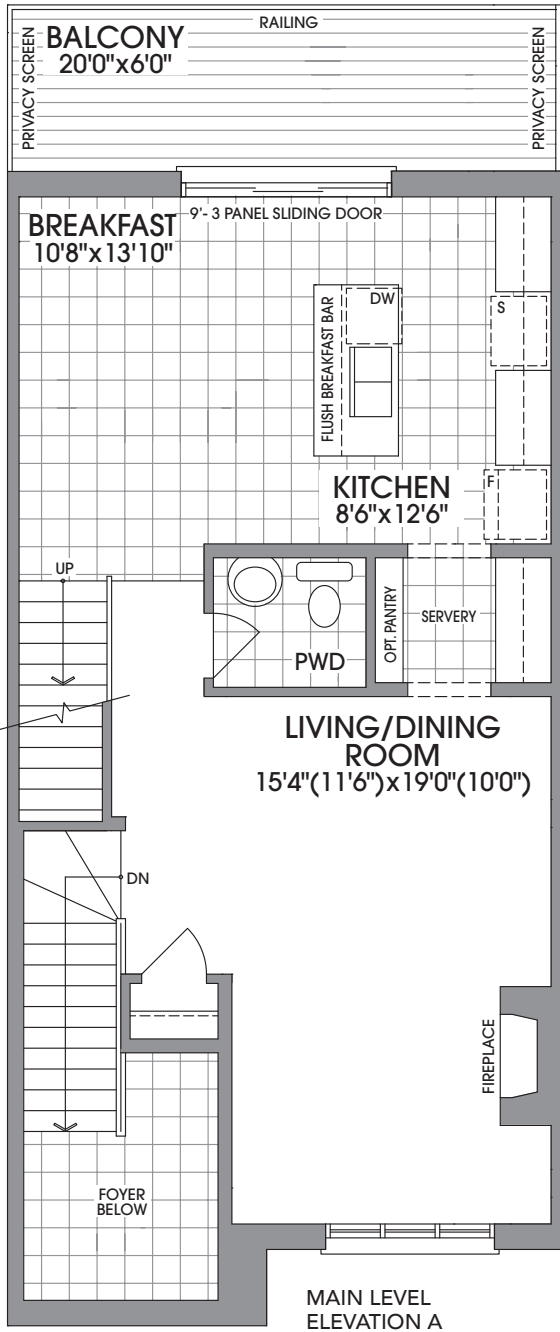 RAILING
BALCONY
20'0"x6'0"
PRIVACY SCREEN
PRIVACY SCREEN
BREAKFAST
10'8"x13'10"
9'- 3 PANEL SLIDING DOOR
DW
FLUSH BREAKFAST BAR
S
KITCHEN
8'6"x12'6"
F
UP
OPT. PANTRY
SERVERY
PWD
LIVING/DINING
ROOM
15'4"(11'6")x19'0"(10'0")
DN
FIREPLACE
FOYER
BELOW
MAIN LEVEL
ELEVATION A